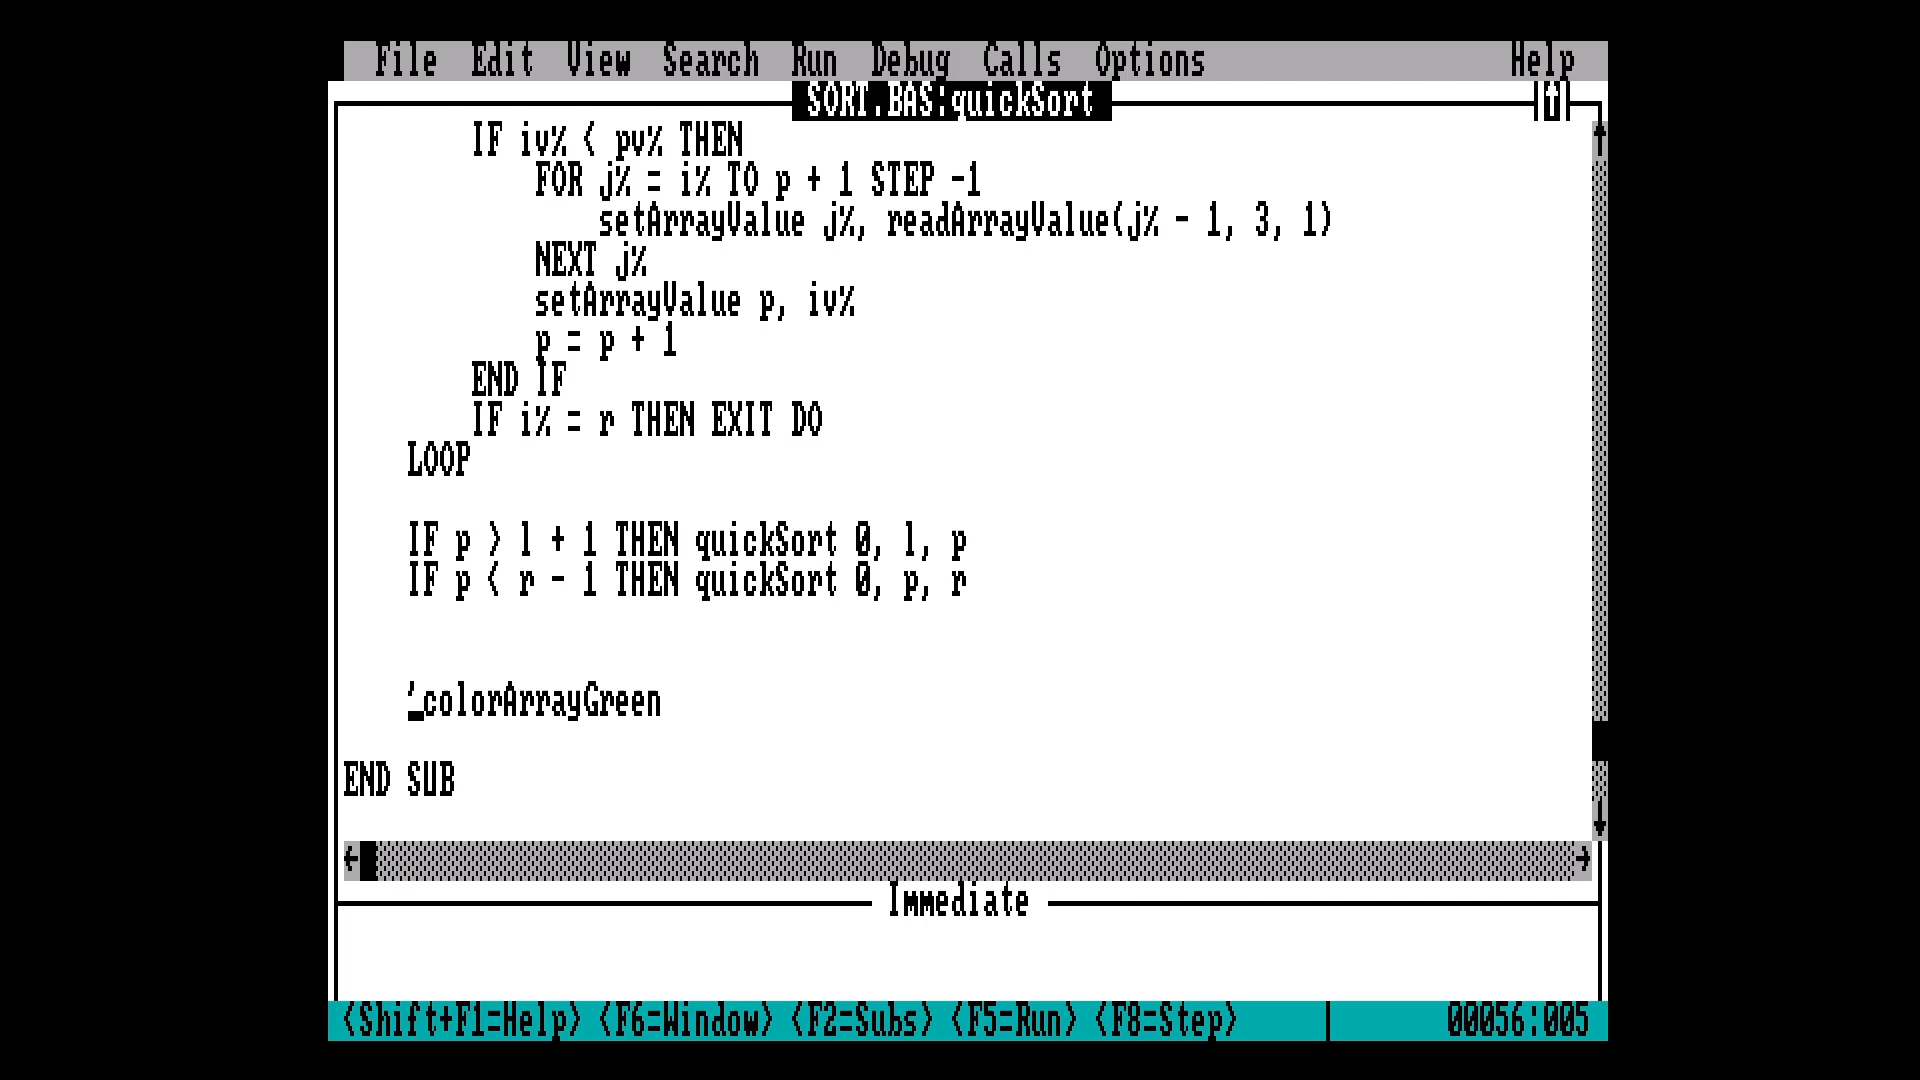 File Edit View Search Run Debug Calls Options Help
SORT.BAS:quickSort
IF iv% < pv% THEN
FOR j% = i% TO p + 1 STEP -1
setArrayValue j%, readArrayValue(j% - 1, 3, 1)
NEXT j%
setArrayValue p, iv%
p = p + 1
END IF
IF i% = r THEN EXIT DO
LOOP
IF p > l + 1 THEN quickSort 0, l, p
IF p < r - 1 THEN quickSort 0, p, r
'colorArrayGreen
END SUB
Immediate
<Shift+F1=Help> <F6=Window> <F2=Subs> <F5=Run> <F8=Step> 00056:005